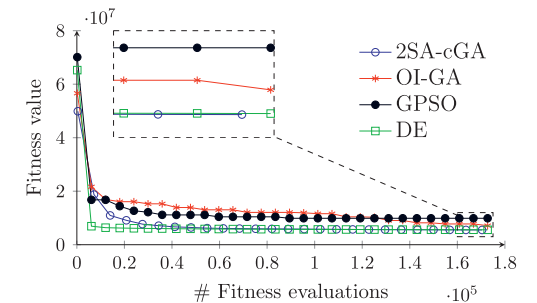 ·10⁷
8
6
4
2
0
Fitness value
2SA-cGA
OI-GA
GPSO
DE
0 0.2 0.4 0.6 0.8 1 1.2 1.4 1.6 1.8
# Fitness evaluations ·10⁵